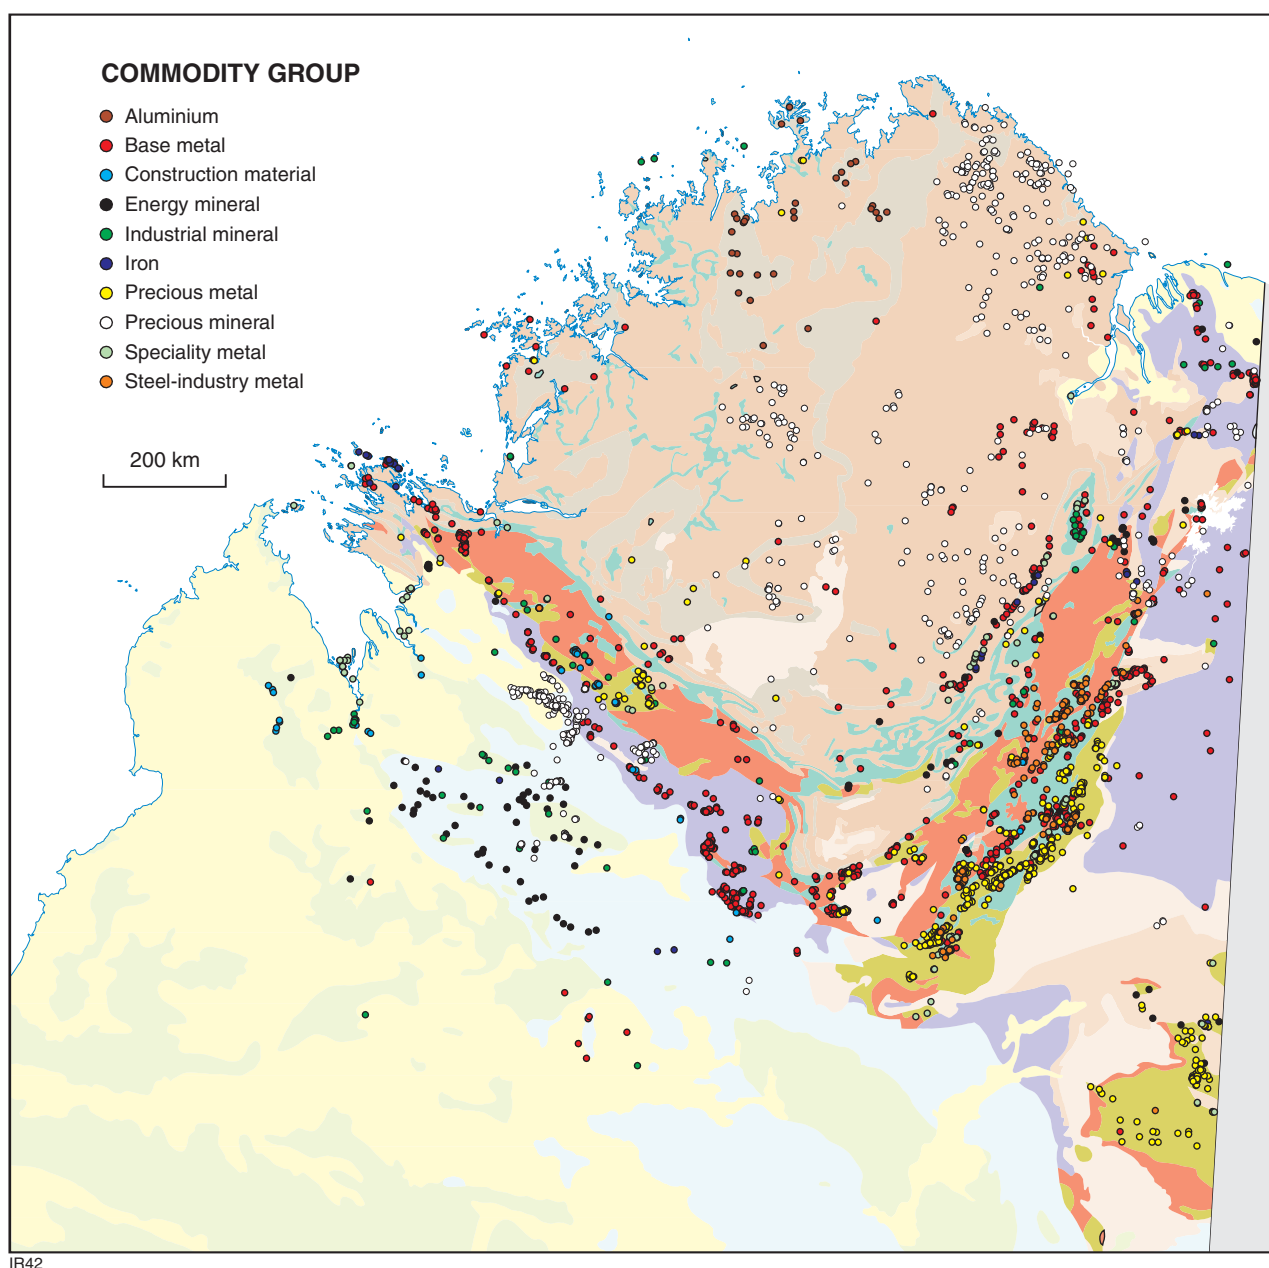 COMMODITY GROUP
Aluminium
Base metal
Construction material
Energy mineral
Industrial mineral
Iron
Precious metal
Precious mineral
Speciality metal
Steel-industry metal
200 km
IR42